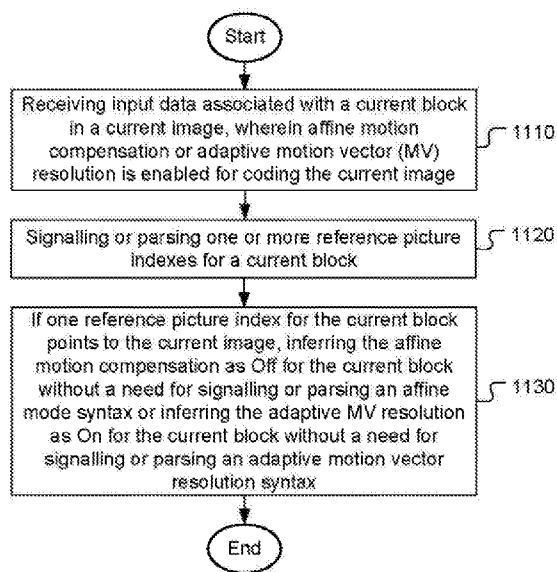 Start
Receiving input data associated with a current block
in a current image, wherein affine motion
compensation or adaptive motion vector (MV)
resolution is enabled for coding the current image
1110
Signalling or parsing one or more reference picture
indexes for a current block
1120
If one reference picture index for the current block
points to the current image, inferring the affine
motion compensation as Off for the current block
without a need for signalling or parsing an affine
mode syntax or inferring the adaptive MV resolution
as On for the current block without a need for
signalling or parsing an adaptive motion vector
resolution syntax
1130
End